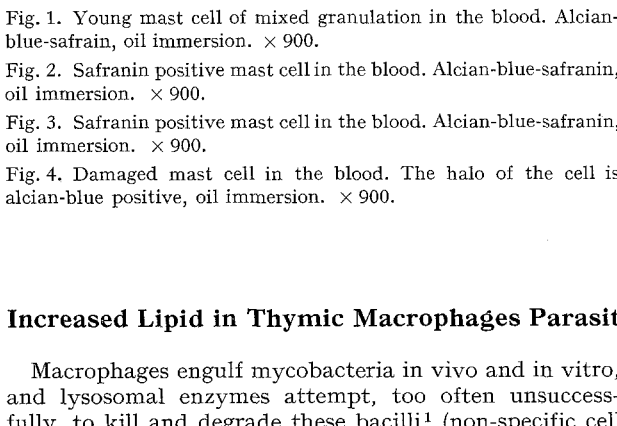 Fig. 1. Young mast cell of mixed granulation in the blood. Alcian-
blue-safrain, oil immersion. × 900.
Fig. 2. Safranin positive mast cell in the blood. Alcian-blue-safranin,
oil immersion. × 900.
Fig. 3. Safranin positive mast cell in the blood. Alcian-blue-safranin,
oil immersion. × 900.
Fig. 4. Damaged mast cell in the blood. The halo of the cell is
alcian-blue positive, oil immersion. × 900.
Increased Lipid in Thymic Macrophages Parasit
Macrophages engulf mycobacteria in vivo and in vitro,
and lysosomal enzymes attempt, too often unsuccess-
fully, to kill and degrade these bacilli¹ (non-specific cell